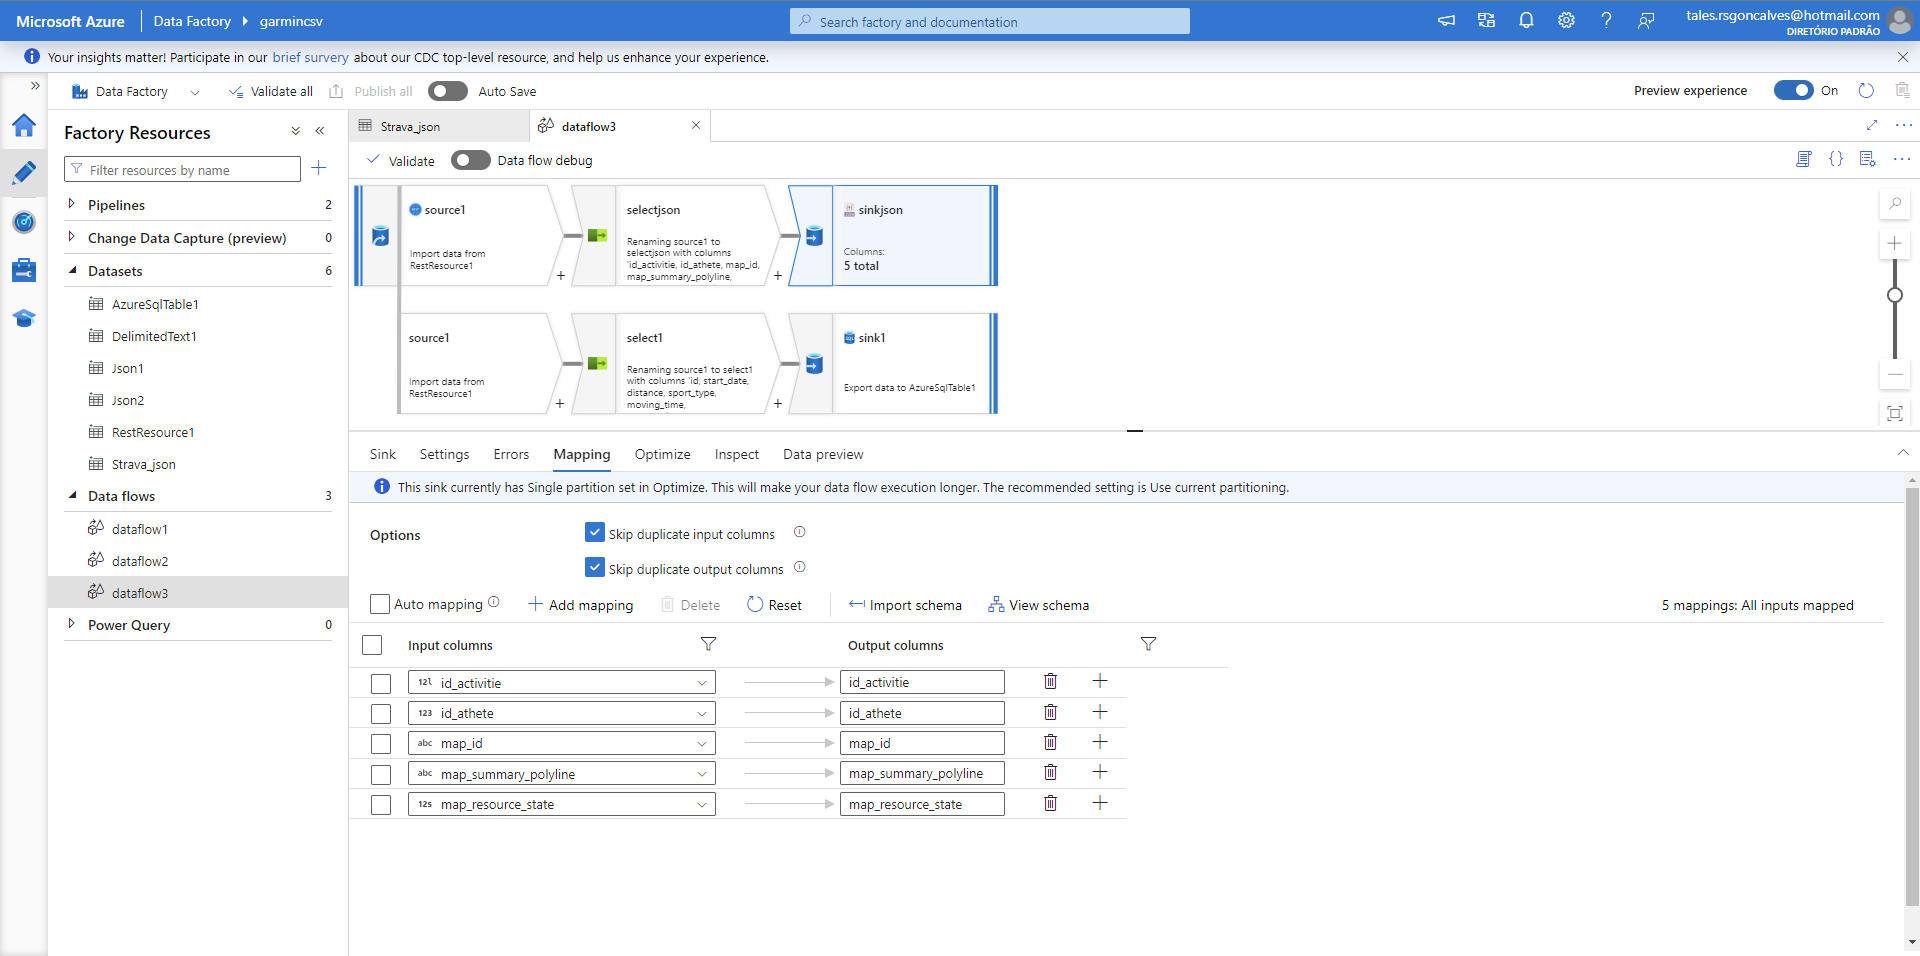 Microsoft Azure
Data Factory
garmincsv
Search factory and documentation
tales.rsgoncalves@hotmail.com
DIRETÓRIO PADRÃO
Your insights matter! Participate in our brief survery about our CDC top-level resource, and help us enhance your experience.
Data Factory
Validate all
Publish all
Auto Save
Preview experience
On
Factory Resources
Filter resources by name
Pipelines 2
Change Data Capture (preview) 0
Datasets 6
AzureSqlTable1
DelimitedText1
Json1
Json2
RestResource1
Strava_json
Data flows 3
dataflow1
dataflow2
dataflow3
Power Query 0
Strava_json
dataflow3
Validate
Data flow debug
source1
Import data from
RestResource1
+
selectjson
Renaming source1 to
selectjson with columns
'id_activitie, id_athete, map_id,
map_summary_polyline,
+
sinkjson
Columns:
5 total
source1
Import data from
RestResource1
+
select1
Renaming source1 to select1
with columns 'id, start_date,
distance, sport_type,
moving_time,
+
SQL
sink1
Export data to AzureSqlTable1
Sink
Settings
Errors
Mapping
Optimize
Inspect
Data preview
This sink currently has Single partition set in Optimize. This will make your data flow execution longer. The recommended setting is Use current partitioning.
Options
Skip duplicate input columns
Skip duplicate output columns
Auto mapping
Add mapping
Delete
Reset
Import schema
View schema
5 mappings: All inputs mapped
Input columns
Output columns
12l id_activitie id_activitie
123 id_athete id_athete
abc map_id map_id
abc map_summary_polyline map_summary_polyline
12s map_resource_state map_resource_state